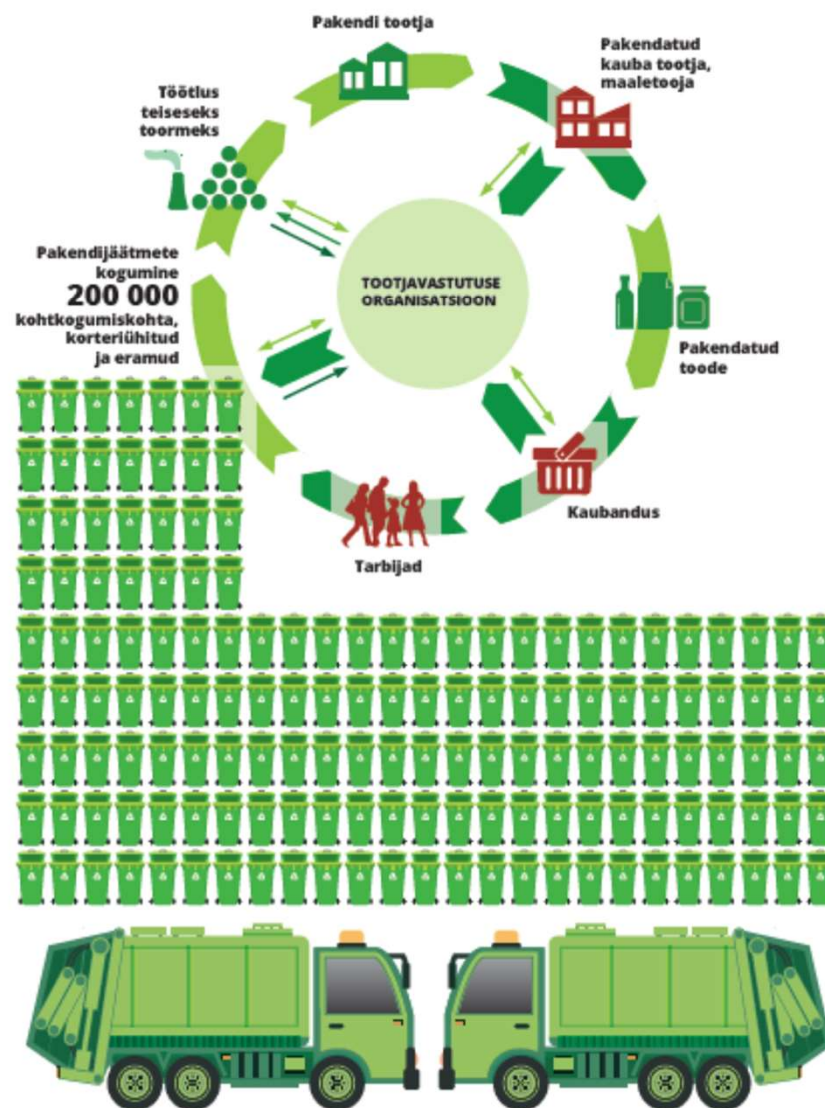 Pakendi tootja
Pakendatud
kauba tootja,
maaletooja
Töötlus
teiseseks
toormeks
Pakendijäätmete
kogumine
200 000
kohtkogumiskohta,
korteriühitud
ja eramud
TOOTJAVASTUTUSE
ORGANISATSIOON
Pakendatud
toode
Kaubandus
Tarbijad